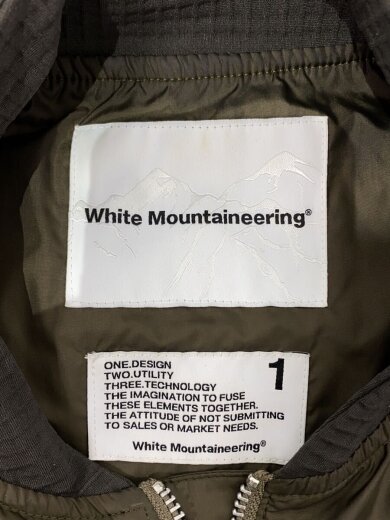 White Mountaineering®
ONE.DESIGN 1
TWO.UTILITY
THREE.TECHNOLOGY
THE IMAGINATION TO FUSE
THESE ELEMENTS TOGETHER.
THE ATTITUDE OF NOT SUBMITTING
TO SALES OR MARKET NEEDS.
White Mountaineering®